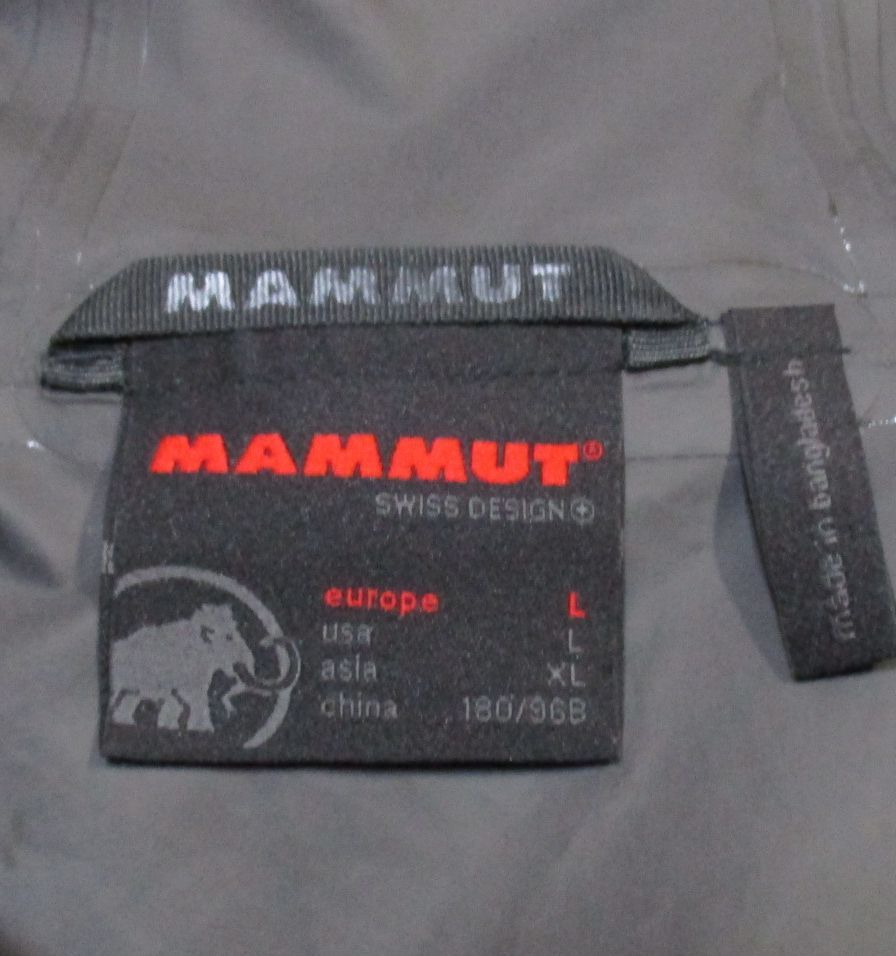 MAMMUT
MAMMUT®
SWISS DESIGN
europe L
usa L
asia XL
china 180/96B
made in bangladesh